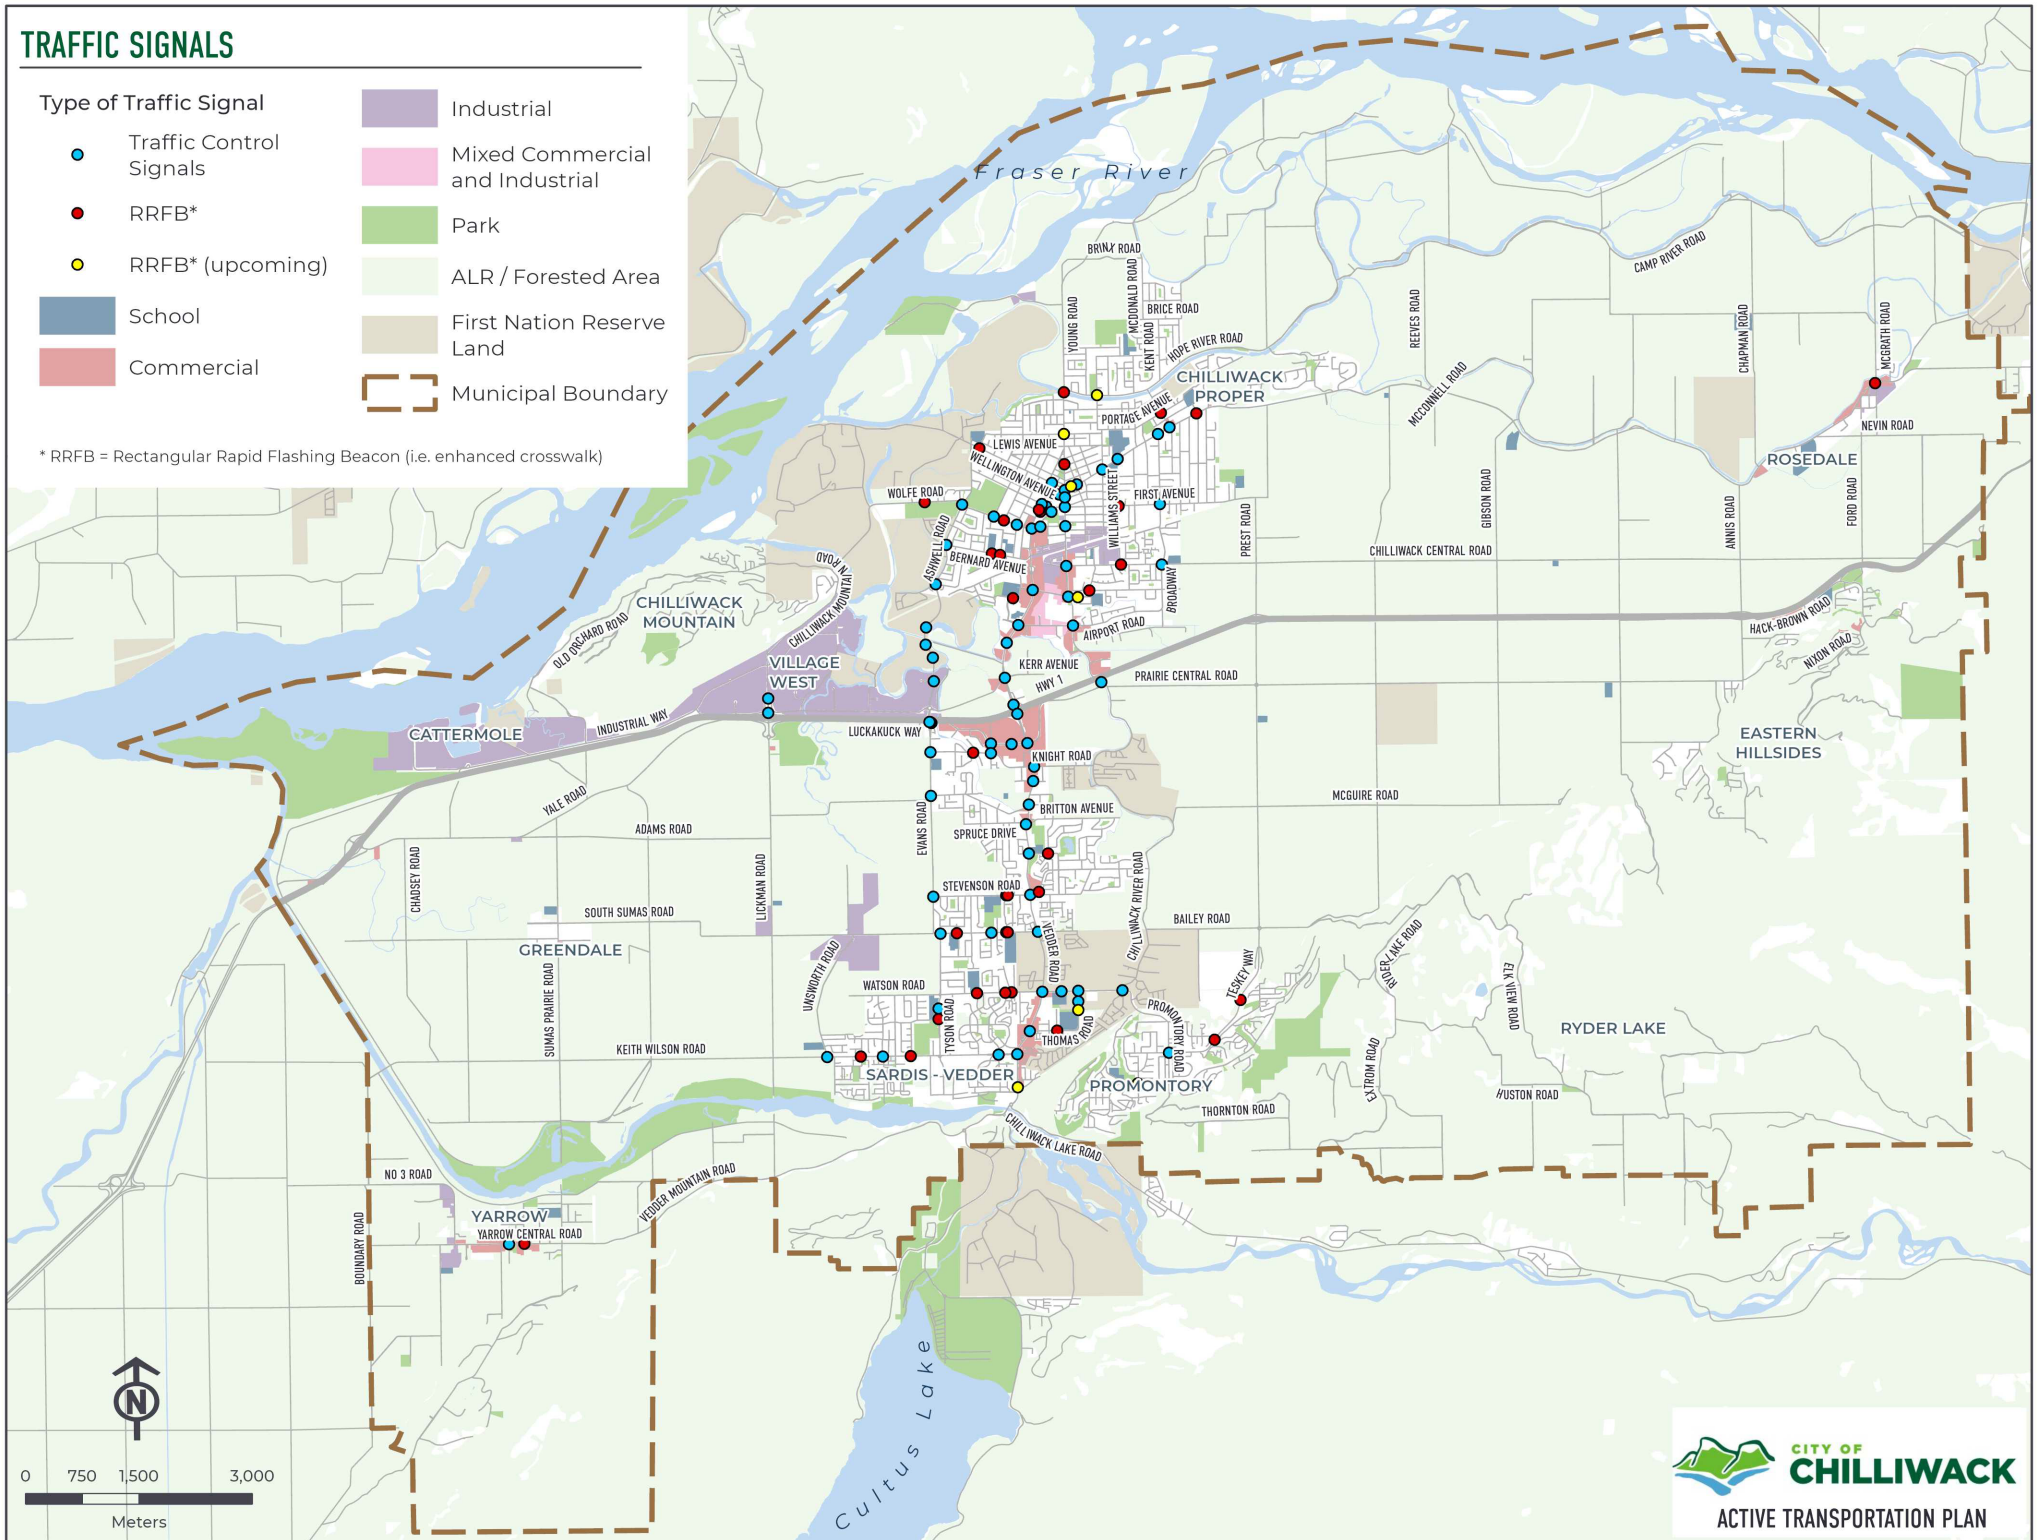 TRAFFIC SIGNALS
Type of Traffic Signal
Traffic Control
Signals
RRFB*
RRFB* (upcoming)
School
Commercial
Industrial
Mixed Commercial
and Industrial
Park
ALR / Forested Area
First Nation Reserve
Land
Municipal Boundary
* RRFB = Rectangular Rapid Flashing Beacon (i.e. enhanced crosswalk)
Fraser River
BRINX ROAD
CAMP RIVER ROAD
MCDONALD ROAD
YOUNG ROAD
BRICE ROAD
KENT ROAD
HOPE RIVER ROAD
REEVES ROAD
CHAPMAN ROAD
MCGRATH ROAD
CHILLIWACK
PROPER
MCCONNELL ROAD
PORTAGE AVENUE
NEVIN ROAD
LEWIS AVENUE
WELLINGTON AVENUE
ROSEDALE
WOLFE ROAD
FIRST AVENUE
WILLIAMS STREET
GIBSON ROAD
FORD ROAD
ANNIS ROAD
PREST ROAD
ASHWELL ROAD
BERNARD AVENUE
CHILLIWACK CENTRAL ROAD
BROADWAY
CHILLIWACK
MOUNTAIN
CHILLIWACK MOUNTAIN ROAD
OLD ORCHARD ROAD
AIRPORT ROAD
HACK-BROWN ROAD
NIXON ROAD
VILLAGE
WEST
KERR AVENUE
HWY 1
PRAIRIE CENTRAL ROAD
INDUSTRIAL WAY
CATTERMOLE
LUCKAKUCK WAY
EASTERN
HILLSIDES
KNIGHT ROAD
YALE ROAD
MCGUIRE ROAD
BRITTON AVENUE
ADAMS ROAD
EVANS ROAD
SPRUCE DRIVE
CHADSEY ROAD
LICKMAN ROAD
CHILLIWACK RIVER ROAD
STEVENSON ROAD
SOUTH SUMAS ROAD
BAILEY ROAD
GREENDALE
VEDDER ROAD
UNSWORTH ROAD
RYDER LAKE ROAD
TESKEY WAY
ELK VIEW ROAD
SUMAS PRAIRIE ROAD
WATSON ROAD
PROMONTORY ROAD
TYSON ROAD
THOMAS ROAD
RYDER LAKE
KEITH WILSON ROAD
EXTROM ROAD
SARDIS - VEDDER
PROMONTORY
HUSTON ROAD
THORNTON ROAD
CHILLIWACK LAKE ROAD
NO 3 ROAD
VEDDER MOUNTAIN ROAD
YARROW
YARROW CENTRAL ROAD
BOUNDARY ROAD
Cultus Lake
N
0 750 1,500 3,000
Meters
CITY OF
CHILLIWACK
ACTIVE TRANSPORTATION PLAN